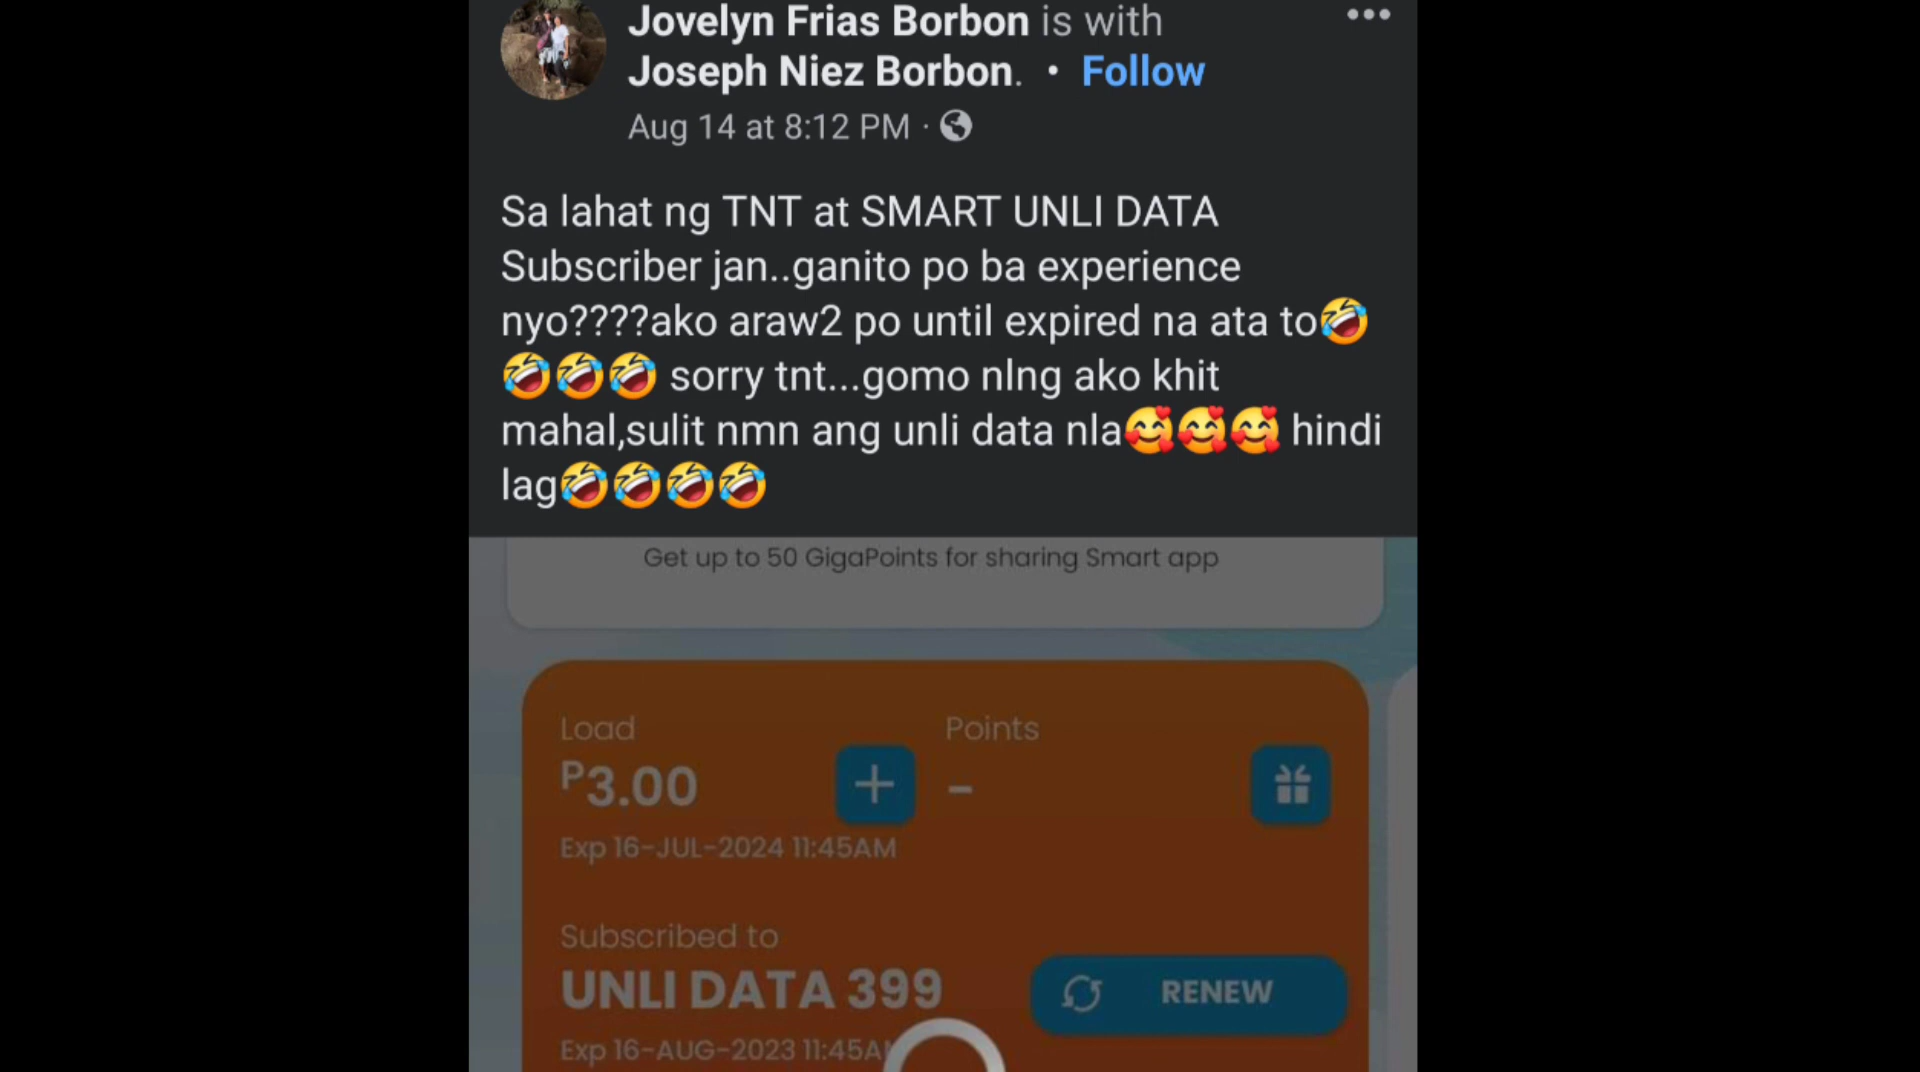 Jovelyn Frias Borbon is with
Joseph Niez Borbon. • Follow
Aug 14 at 8:12 PM ·
Sa lahat ng TNT at SMART UNLI DATA
Subscriber jan..ganito po ba experience
nyo????ako araw2 po until expired na ata to🤣
🤣🤣🤣 sorry tnt...gomo nlng ako khit
mahal,sulit nmn ang unli data nla🥰🥰🥰 hindi
lag🤣🤣🤣🤣
Get up to 50 GigaPoints for sharing Smart app
Load
P3.00
Exp 16-JUL-2024 11:45AM
Points
-
Subscribed to
UNLI DATA 399
RENEW
Exp 16-AUG-2023 11:45AM